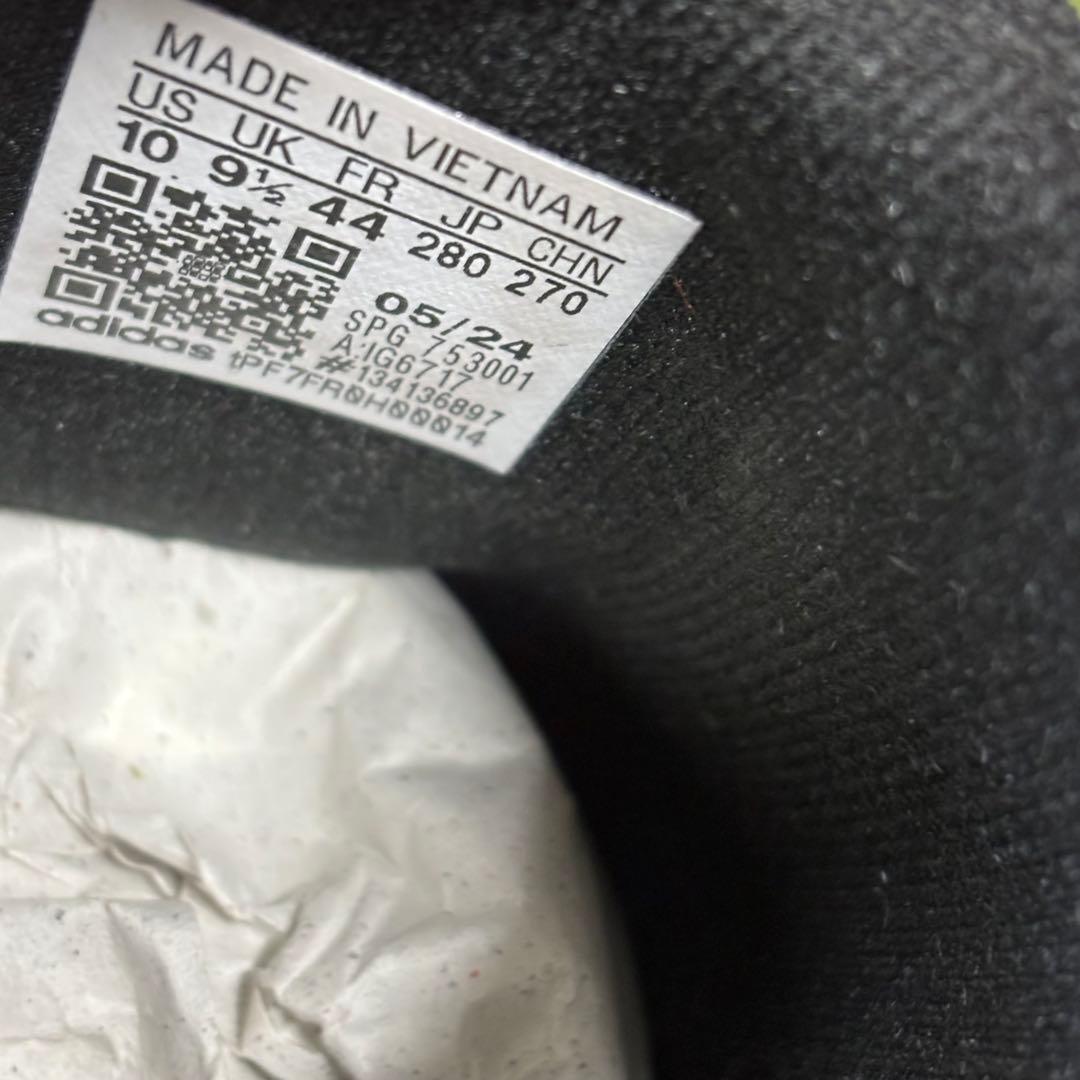 MADE IN VIETNAM
US UK FR JP CHN
10 9½ 44 280 270
05/24
SPG 753001
A.IG6717
#134136897
adidas tPF7FR0H00014